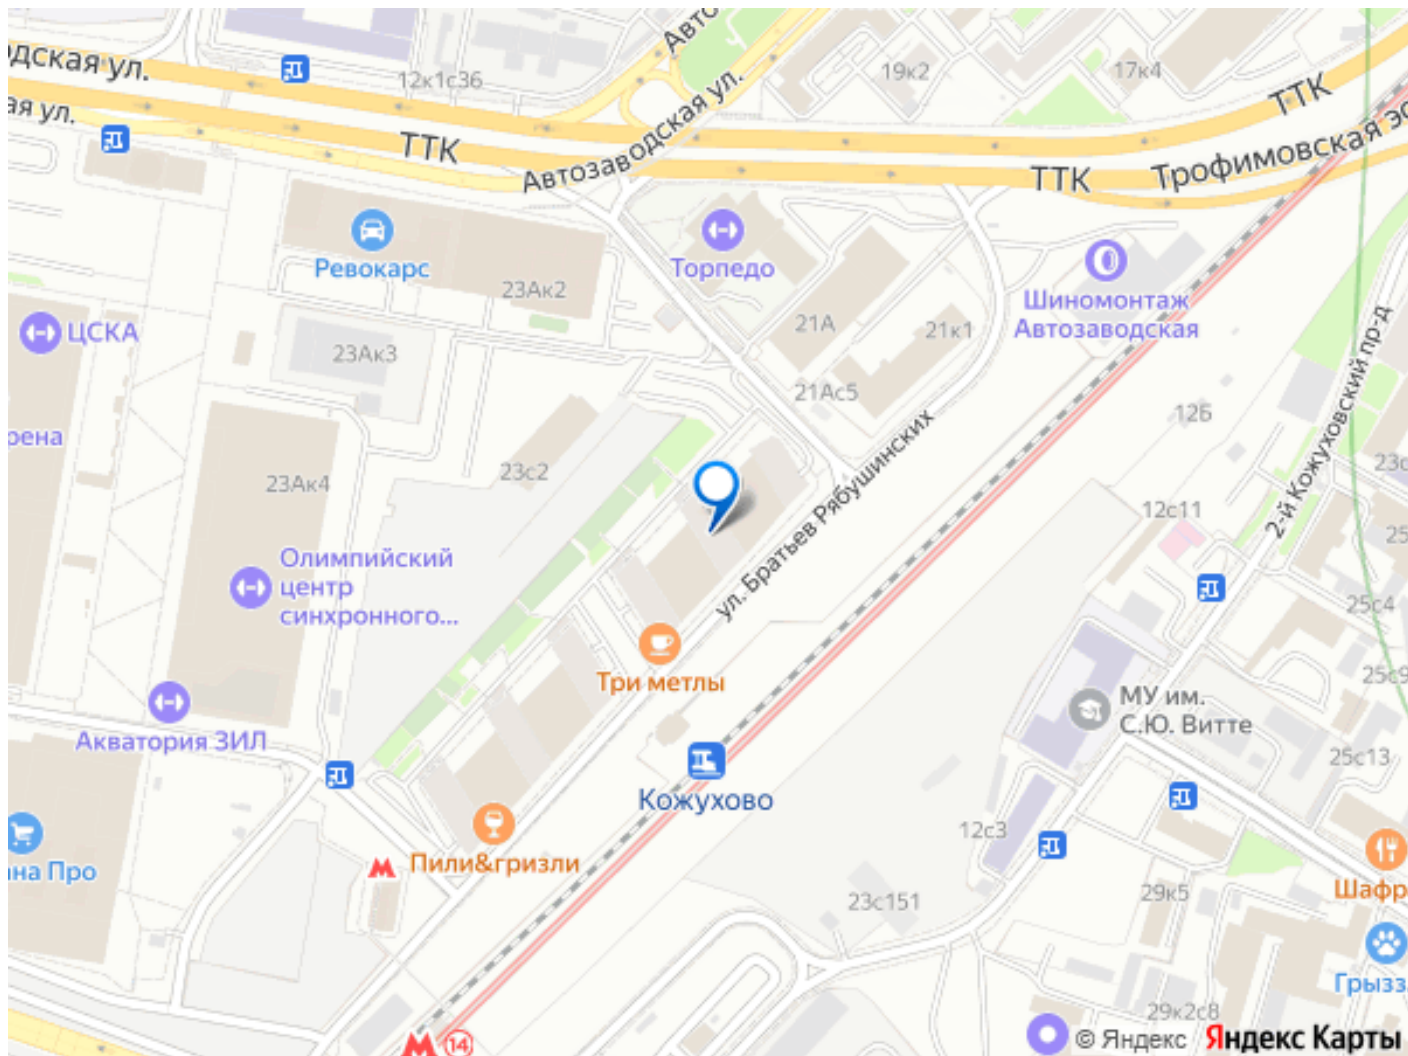 Авто
19к2
17к4
12к1с36
ул.
ул.
ТТК
ТТК
Автозаводская ул.
ТТК
Трофимовская
Ревокарс
Торпедо
23Ак2
Шиномонтаж
Автозаводская
ЦСКА
21А
21к1
23Ак3
21Ас5
12Б
2-й Кожуховский пр-д
23с2
23Ак4
12с11
ул. Братьев Рябушинских
Олимпийский
центр
синхронного...
25с4
Три метлы
МУ им.
С.Ю. Витте
Акватория ЗИЛ
25с13
Кожухово
12с3
Пили&гризли
на Про
23с151
29к5
Шафр
Грызз
29к2с8
14
© Яндекс
Яндекс Карты